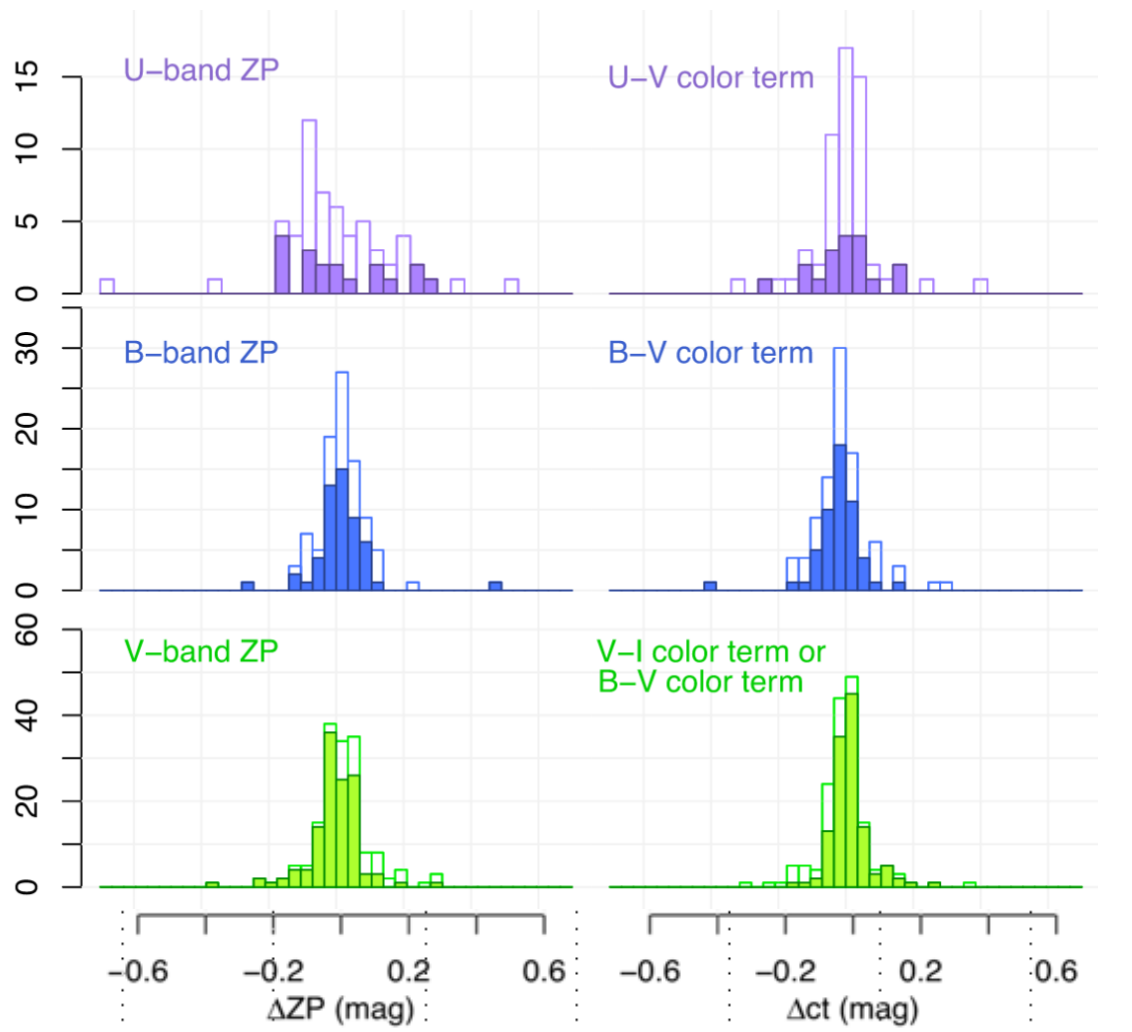 U−band ZP
U−V color term
15
10
5
0
B−band ZP
B−V color term
30
20
10
0
V−band ZP
V−I color term or
B−V color term
60
40
20
0
−0.6 −0.2 0.2 0.6
−0.6 −0.2 0.2 0.6
ΔZP (mag)
Δct (mag)